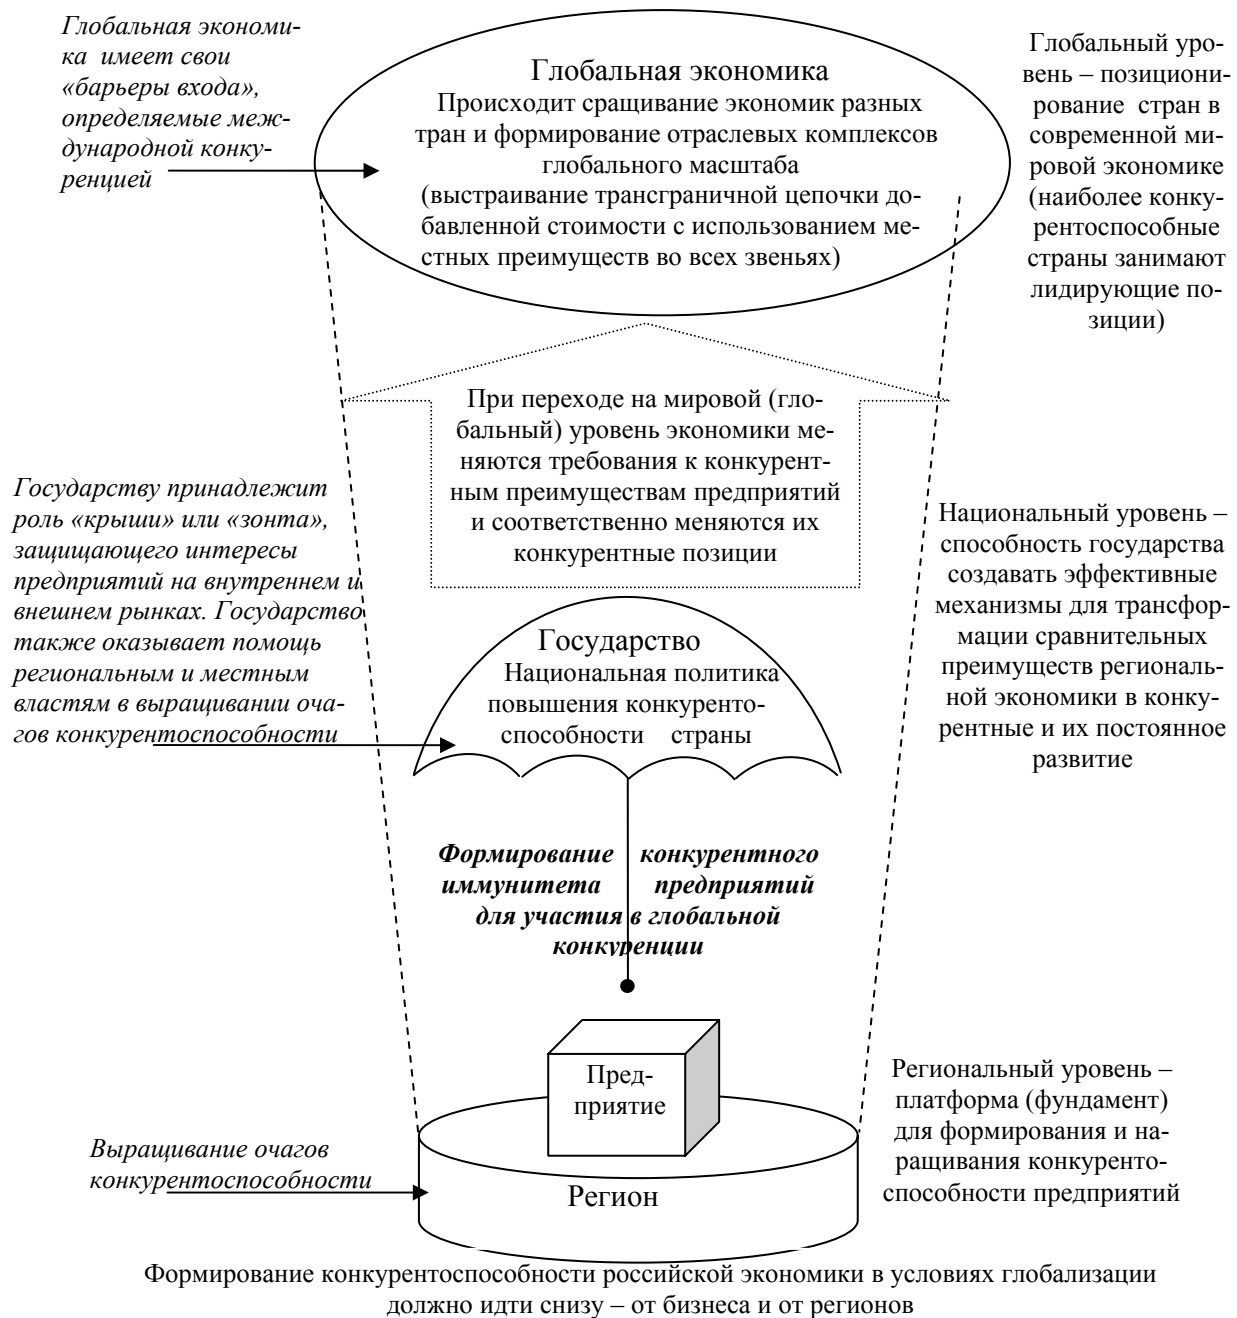 Глобальная экономи-
ка имеет свои
«барьеры входа»,
определяемые меж-
дународной конку-
ренцией
Глобальная экономика
Происходит сращивание экономик разных
тран и формирование отраслевых комплексов
глобального масштаба
(выстраивание трансграничной цепочки до-
бавленной стоимости с использованием ме-
стных преимуществ во всех звеньях)
Глобальный уро-
вень – позициони-
рование стран в
современной ми-
ровой экономике
(наиболее конку-
рентоспособные
страны занимают
лидирующие по-
зиции)
При переходе на мировой (гло-
бальный) уровень экономики ме-
няются требования к конкурент-
ным преимуществам предприятий
и соответственно меняются их
конкурентные позиции
Государству принадлежит
роль «крыши» или «зонта»,
защищающего интересы
предприятий на внутреннем и
внешнем рынках. Государство
также оказывает помощь
региональным и местным
властям в выращивании оча-
гов конкурентоспособности
Государство
Национальная политика
повышения конкуренто-
способности страны
Национальный уровень –
способность государства
создавать эффективные
механизмы для трансфор-
мации сравнительных
преимуществ региональ-
ной экономики в конку-
рентные и их постоянное
развитие
Формирование конкурентного
иммунитета предприятий
для участия в глобальной
конкуренции
Пред-
приятие
Регион
Выращивание очагов
конкурентоспособности
Региональный уровень –
платформа (фундамент)
для формирования и на-
ращивания конкуренто-
способности предприятий
Формирование конкурентоспособности российской экономики в условиях глобализации
должно идти снизу – от бизнеса и от регионов